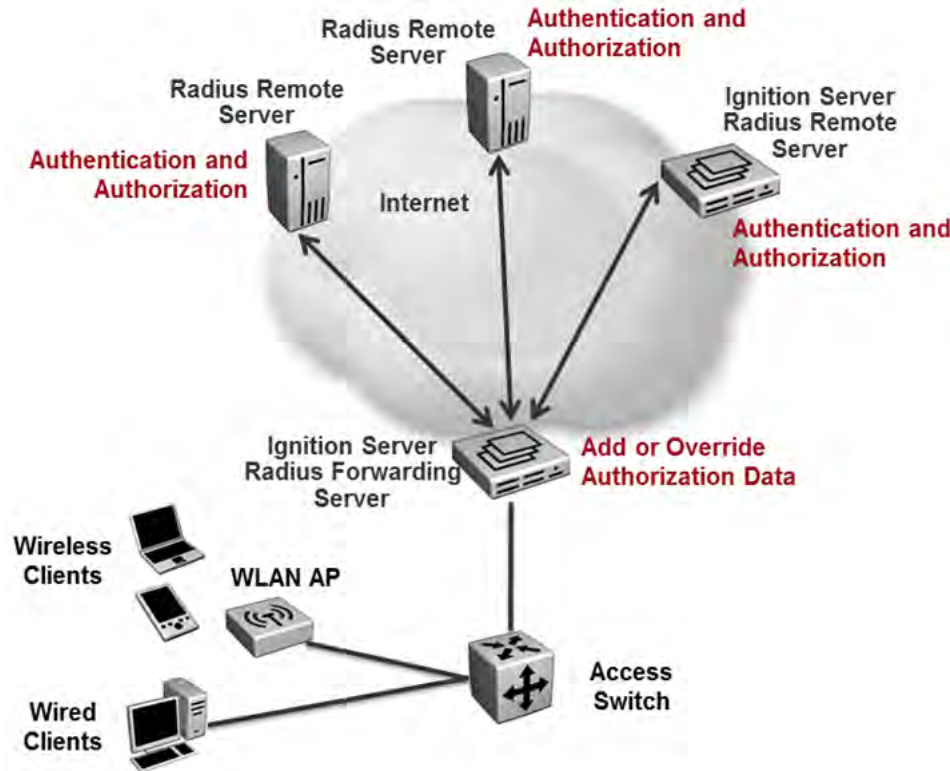 Radius Remote
Server
Authentication and
Authorization
Radius Remote
Server
Authentication and
Authorization
Ignition Server
Radius Remote
Server
Authentication and
Authorization
Internet
Ignition Server
Radius Forwarding
Server
Add or Override
Authorization Data
Wireless
Clients
WLAN AP
Access
Switch
Wired
Clients